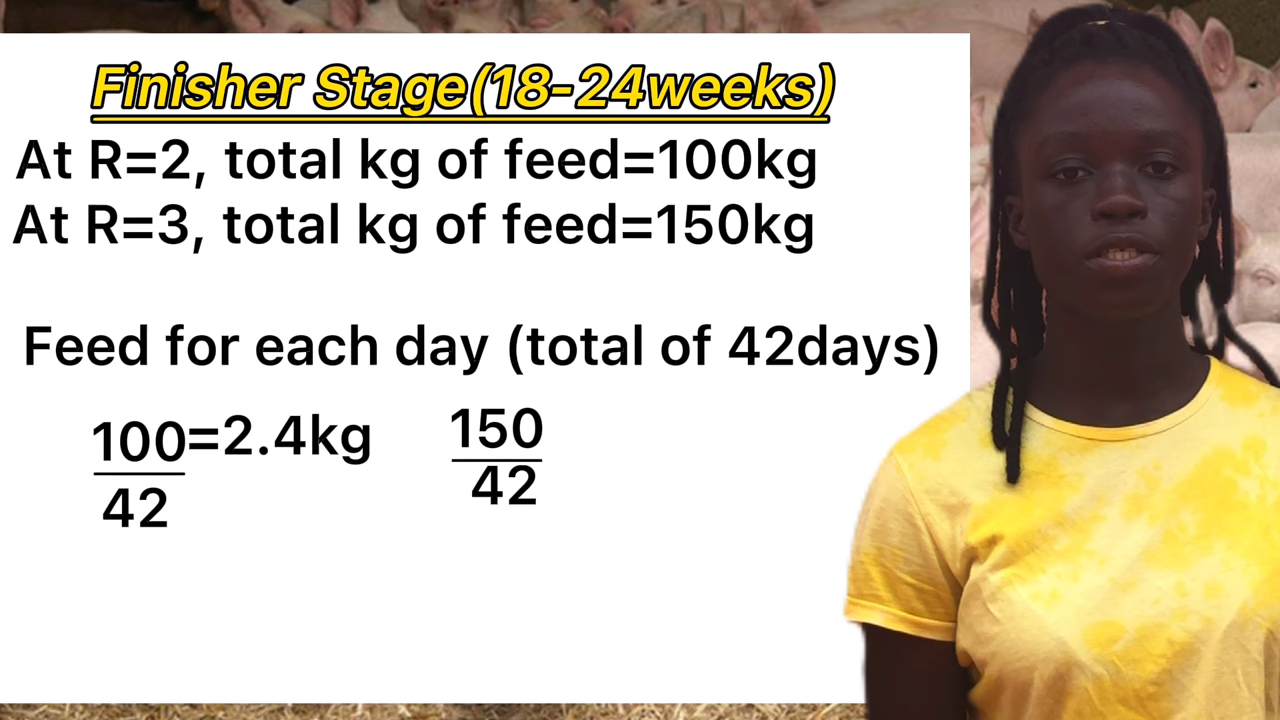 Finisher Stage(18-24weeks)
At R=2, total kg of feed=100kg
At R=3, total kg of feed=150kg
Feed for each day (total of 42days)
100/42=2.4kg 150/42